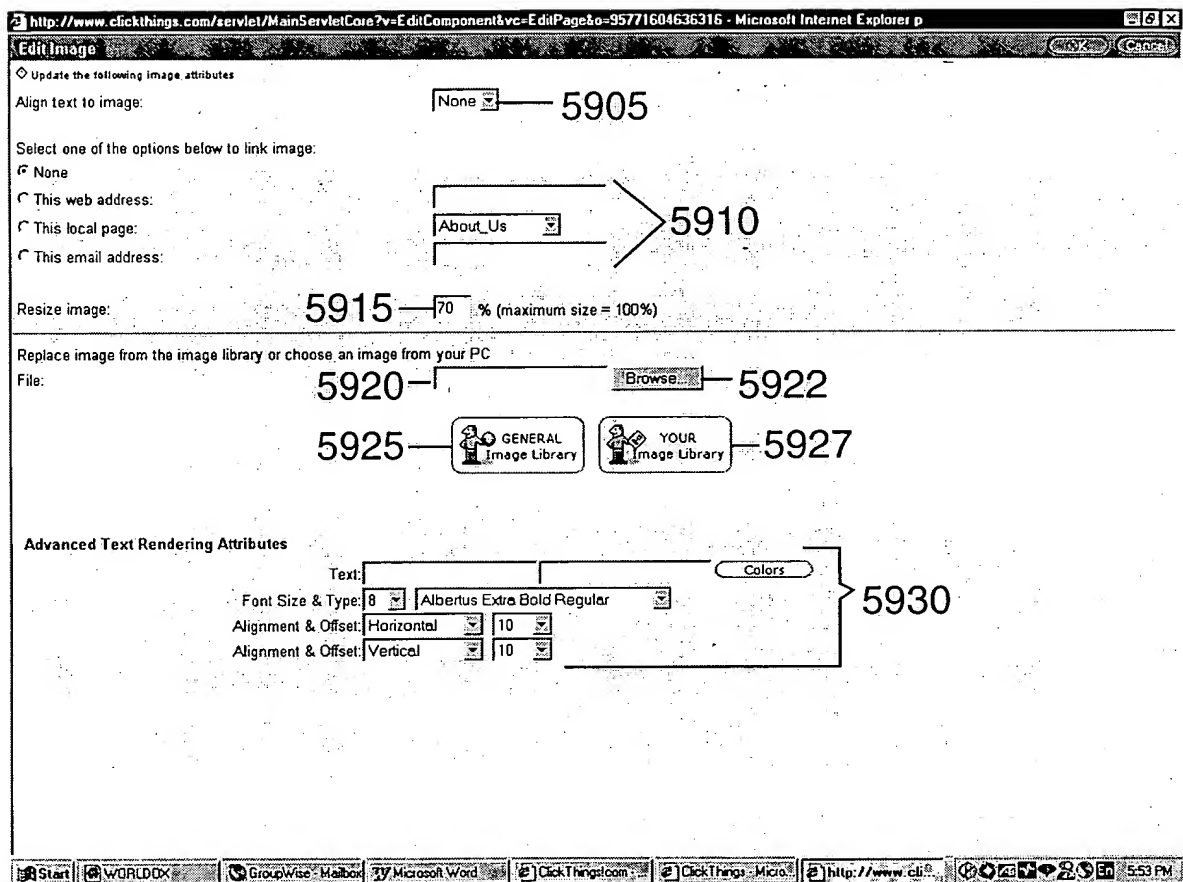 http://www.clickthings.com/servlet/MainServletCore?v=EditComponent&vc=EditPage&o=95771604636316 - Microsoft Internet Explorer p
Edit Image OK Cancel
Update the following image attributes
Align text to image: None 5905
Select one of the options below to link image:
None
This web address:
This local page: About_Us 5910
This email address:
Resize image: 5915 70 % (maximum size = 100%)
Replace image from the image library or choose an image from your PC
File: 5920 Browse... 5922
5925 GENERAL Image Library YOUR Image Library 5927
Advanced Text Rendering Attributes
Text: Colors
Font Size & Type: 8 Albertus Extra Bold Regular 5930
Alignment & Offset: Horizontal 10
Alignment & Offset: Vertical 10
Start WORLDOX GroupWise - Mailbox Microsoft Word ClickThings!com ClickThings - Micro... http://www.cli... En 5:53 PM